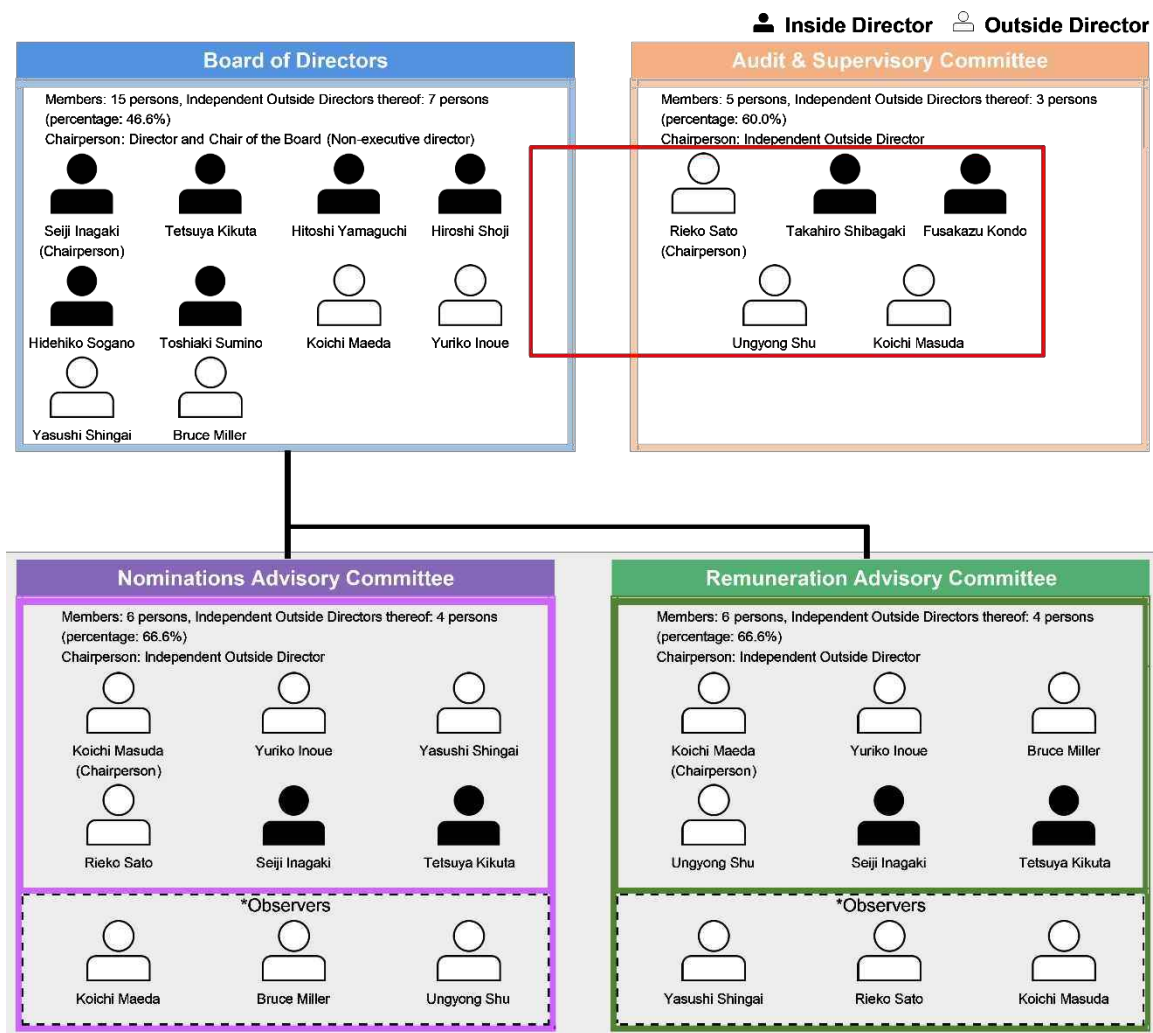 Inside Director Outside Director
Board of Directors
Members: 15 persons, Independent Outside Directors thereof: 7 persons
(percentage: 46.6%)
Chairperson: Director and Chair of the Board (Non-executive director)
Seiji Inagaki
(Chairperson)
Tetsuya Kikuta
Hitoshi Yamaguchi
Hiroshi Shoji
Hidehiko Sogano
Toshiaki Sumino
Koichi Maeda
Yuriko Inoue
Yasushi Shingai
Bruce Miller
Audit & Supervisory Committee
Members: 5 persons, Independent Outside Directors thereof: 3 persons
(percentage: 60.0%)
Chairperson: Independent Outside Director
Rieko Sato
(Chairperson)
Takahiro Shibagaki
Fusakazu Kondo
Ungyong Shu
Koichi Masuda
Nominations Advisory Committee
Members: 6 persons, Independent Outside Directors thereof: 4 persons
(percentage: 66.6%)
Chairperson: Independent Outside Director
Koichi Masuda
(Chairperson)
Yuriko Inoue
Yasushi Shingai
Rieko Sato
Seiji Inagaki
Tetsuya Kikuta
*Observers
Koichi Maeda
Bruce Miller
Ungyong Shu
Remuneration Advisory Committee
Members: 6 persons, Independent Outside Directors thereof: 4 persons
(percentage: 66.6%)
Chairperson: Independent Outside Director
Koichi Maeda
(Chairperson)
Yuriko Inoue
Bruce Miller
Ungyong Shu
Seiji Inagaki
Tetsuya Kikuta
*Observers
Yasushi Shingai
Rieko Sato
Koichi Masuda